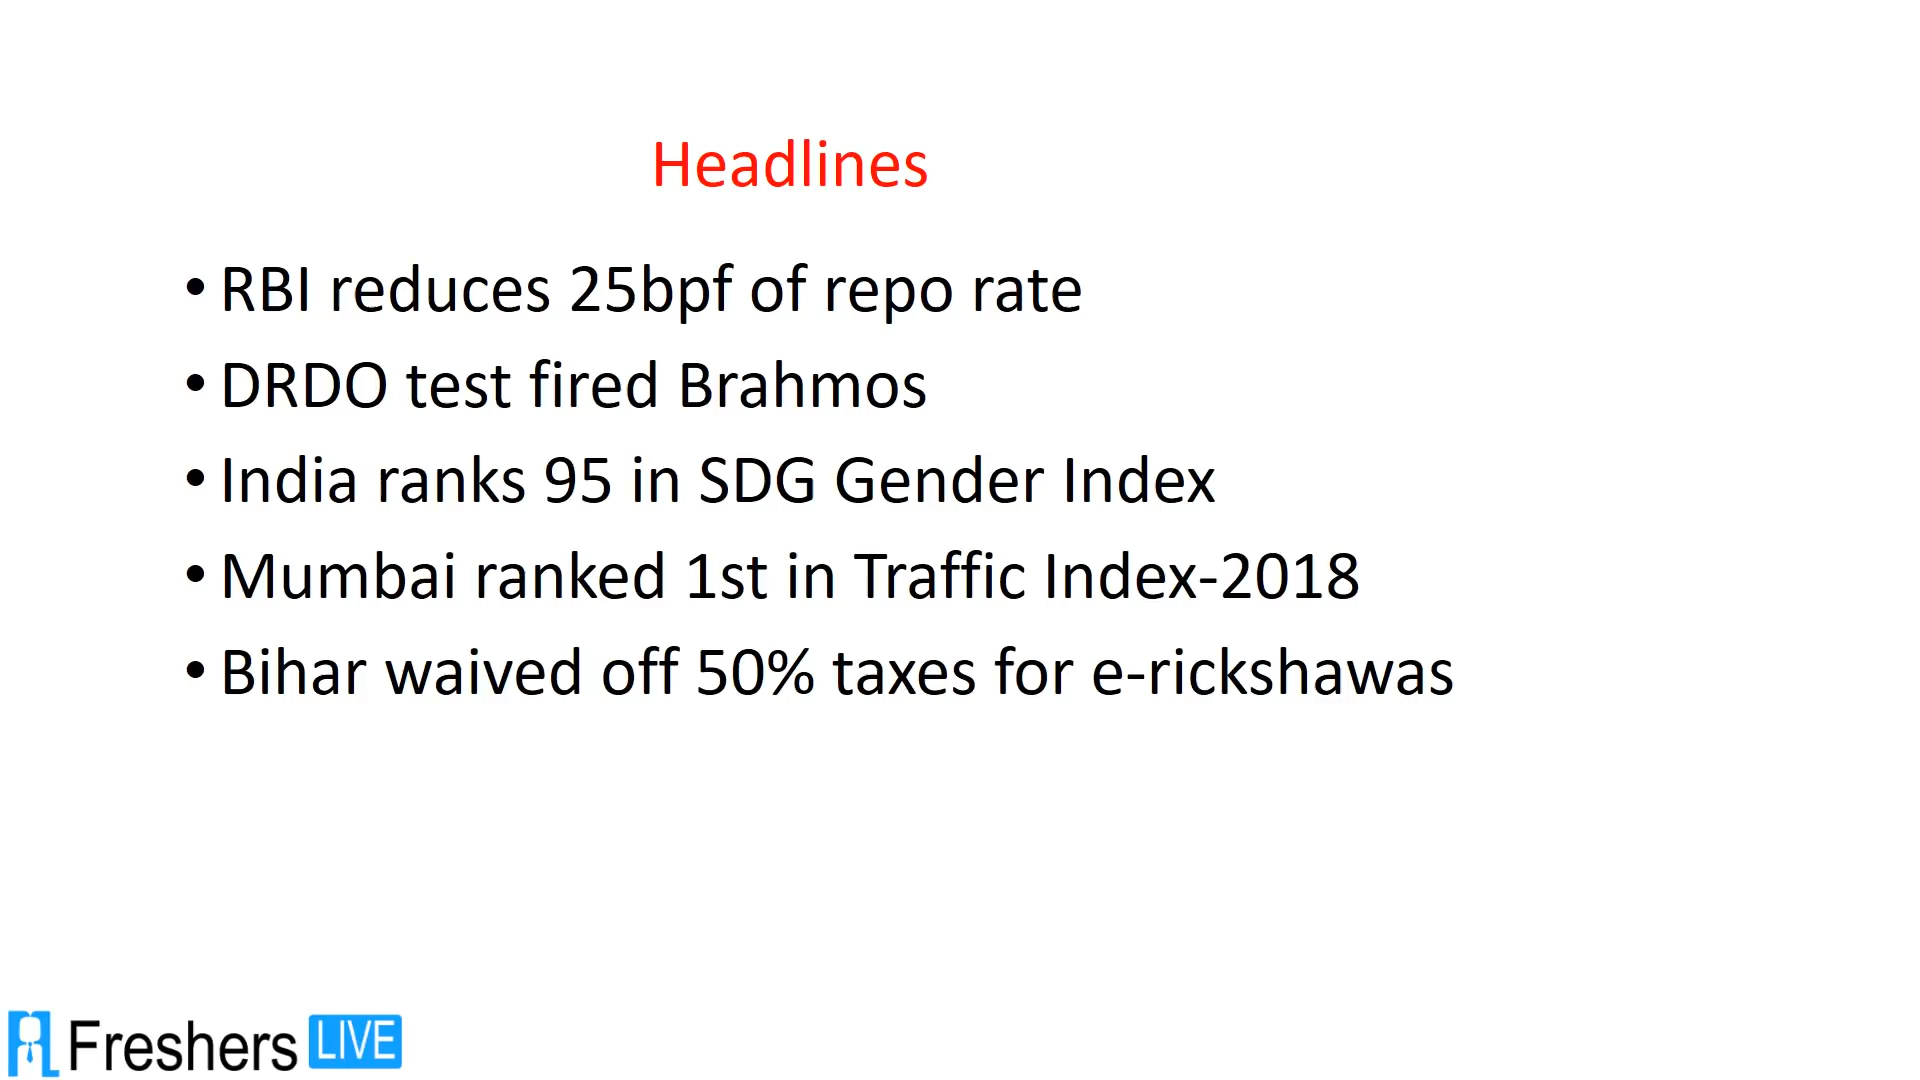 Headlines
• RBI reduces 25bpf of repo rate
• DRDO test fired Brahmos
• India ranks 95 in SDG Gender Index
• Mumbai ranked 1st in Traffic Index-2018
• Bihar waived off 50% taxes for e-rickshawas
Freshers LIVE